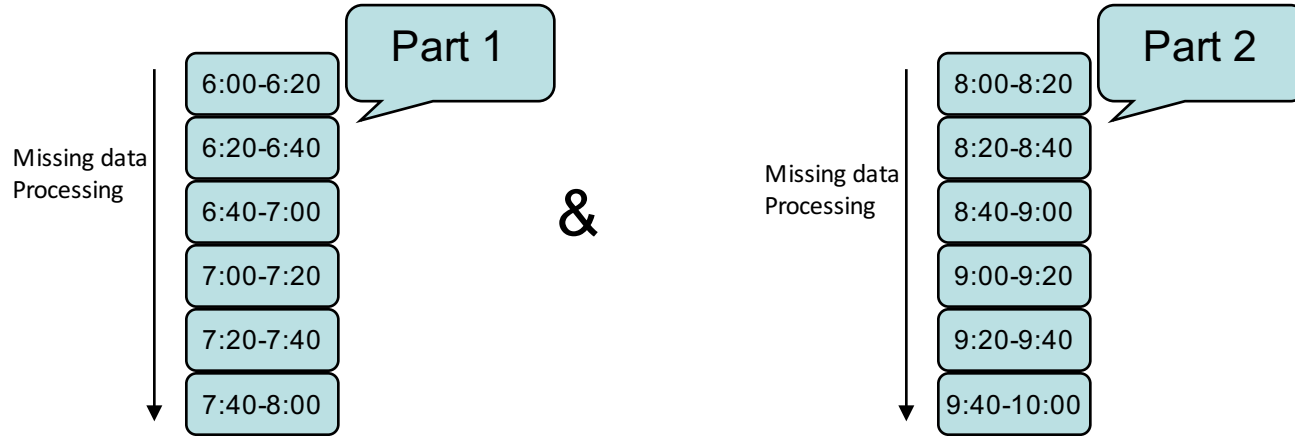 Part 1
6:00-6:20
6:20-6:40
6:40-7:00
7:00-7:20
7:20-7:40
7:40-8:00
Missing data
Processing
&
Part 2
8:00-8:20
8:20-8:40
8:40-9:00
9:00-9:20
9:20-9:40
9:40-10:00
Missing data
Processing